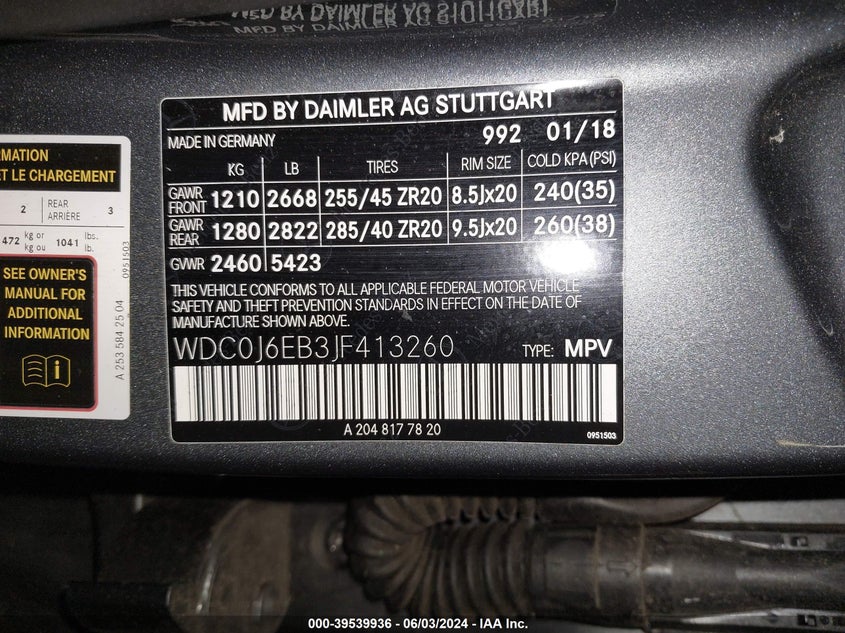 MFD BY DAIMLER AG STUTTGART
MADE IN GERMANY 992 01/18
KG LB TIRES RIM SIZE COLD KPA (PSI)
GAWR FRONT 1210 2668 255/45 ZR20 8.5Jx20 240(35)
GAWR REAR 1280 2822 285/40 ZR20 9.5Jx20 260(38)
GWR 2460 5423
THIS VEHICLE CONFORMS TO ALL APPLICABLE FEDERAL MOTOR VEHICLE
SAFETY AND THEFT PREVENTION STANDARDS IN EFFECT ON THE DATE OF
MANUFACTURE SHOWN ABOVE.
WDC0J6EB3JF413260 TYPE: MPV
A 204 817 78 20
0951503
RMATION
ET LE CHARGEMENT
2 REAR ARRIÈRE 3
472 kg or kg ou 1041 lbs. lb.
SEE OWNER'S
MANUAL FOR
ADDITIONAL
INFORMATION
A 253 584 25 04
0951503
000-39539936 - 06/03/2024 - IAA Inc.